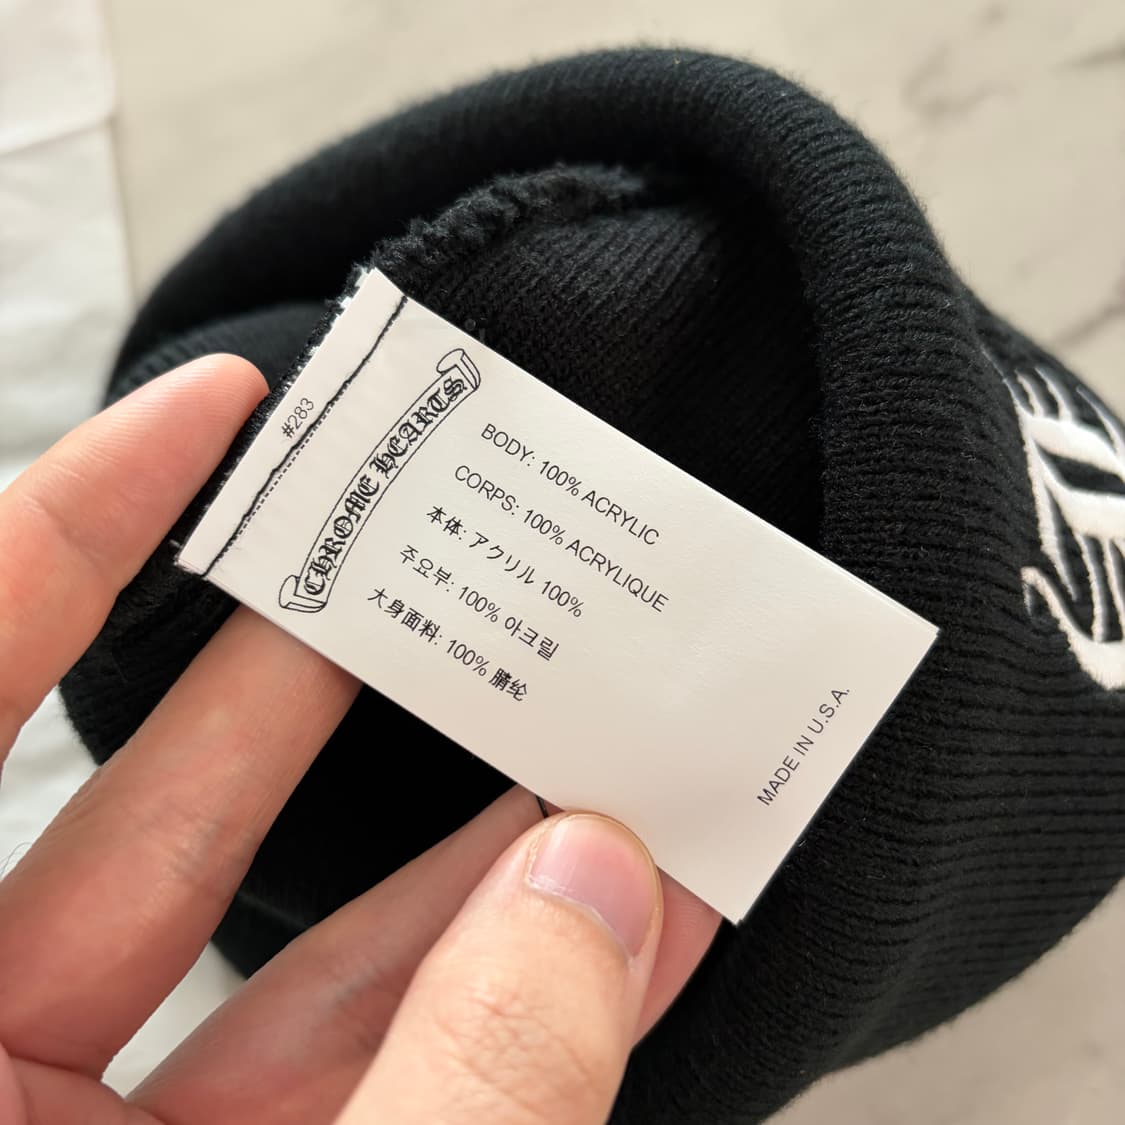 #283
CHROME HEARTS
BODY: 100% ACRYLIC
CORPS: 100% ACRYLIQUE
本体: アクリル 100%
주요부: 100% 아크릴
大身面料: 100% 腈纶
MADE IN U.S.A.